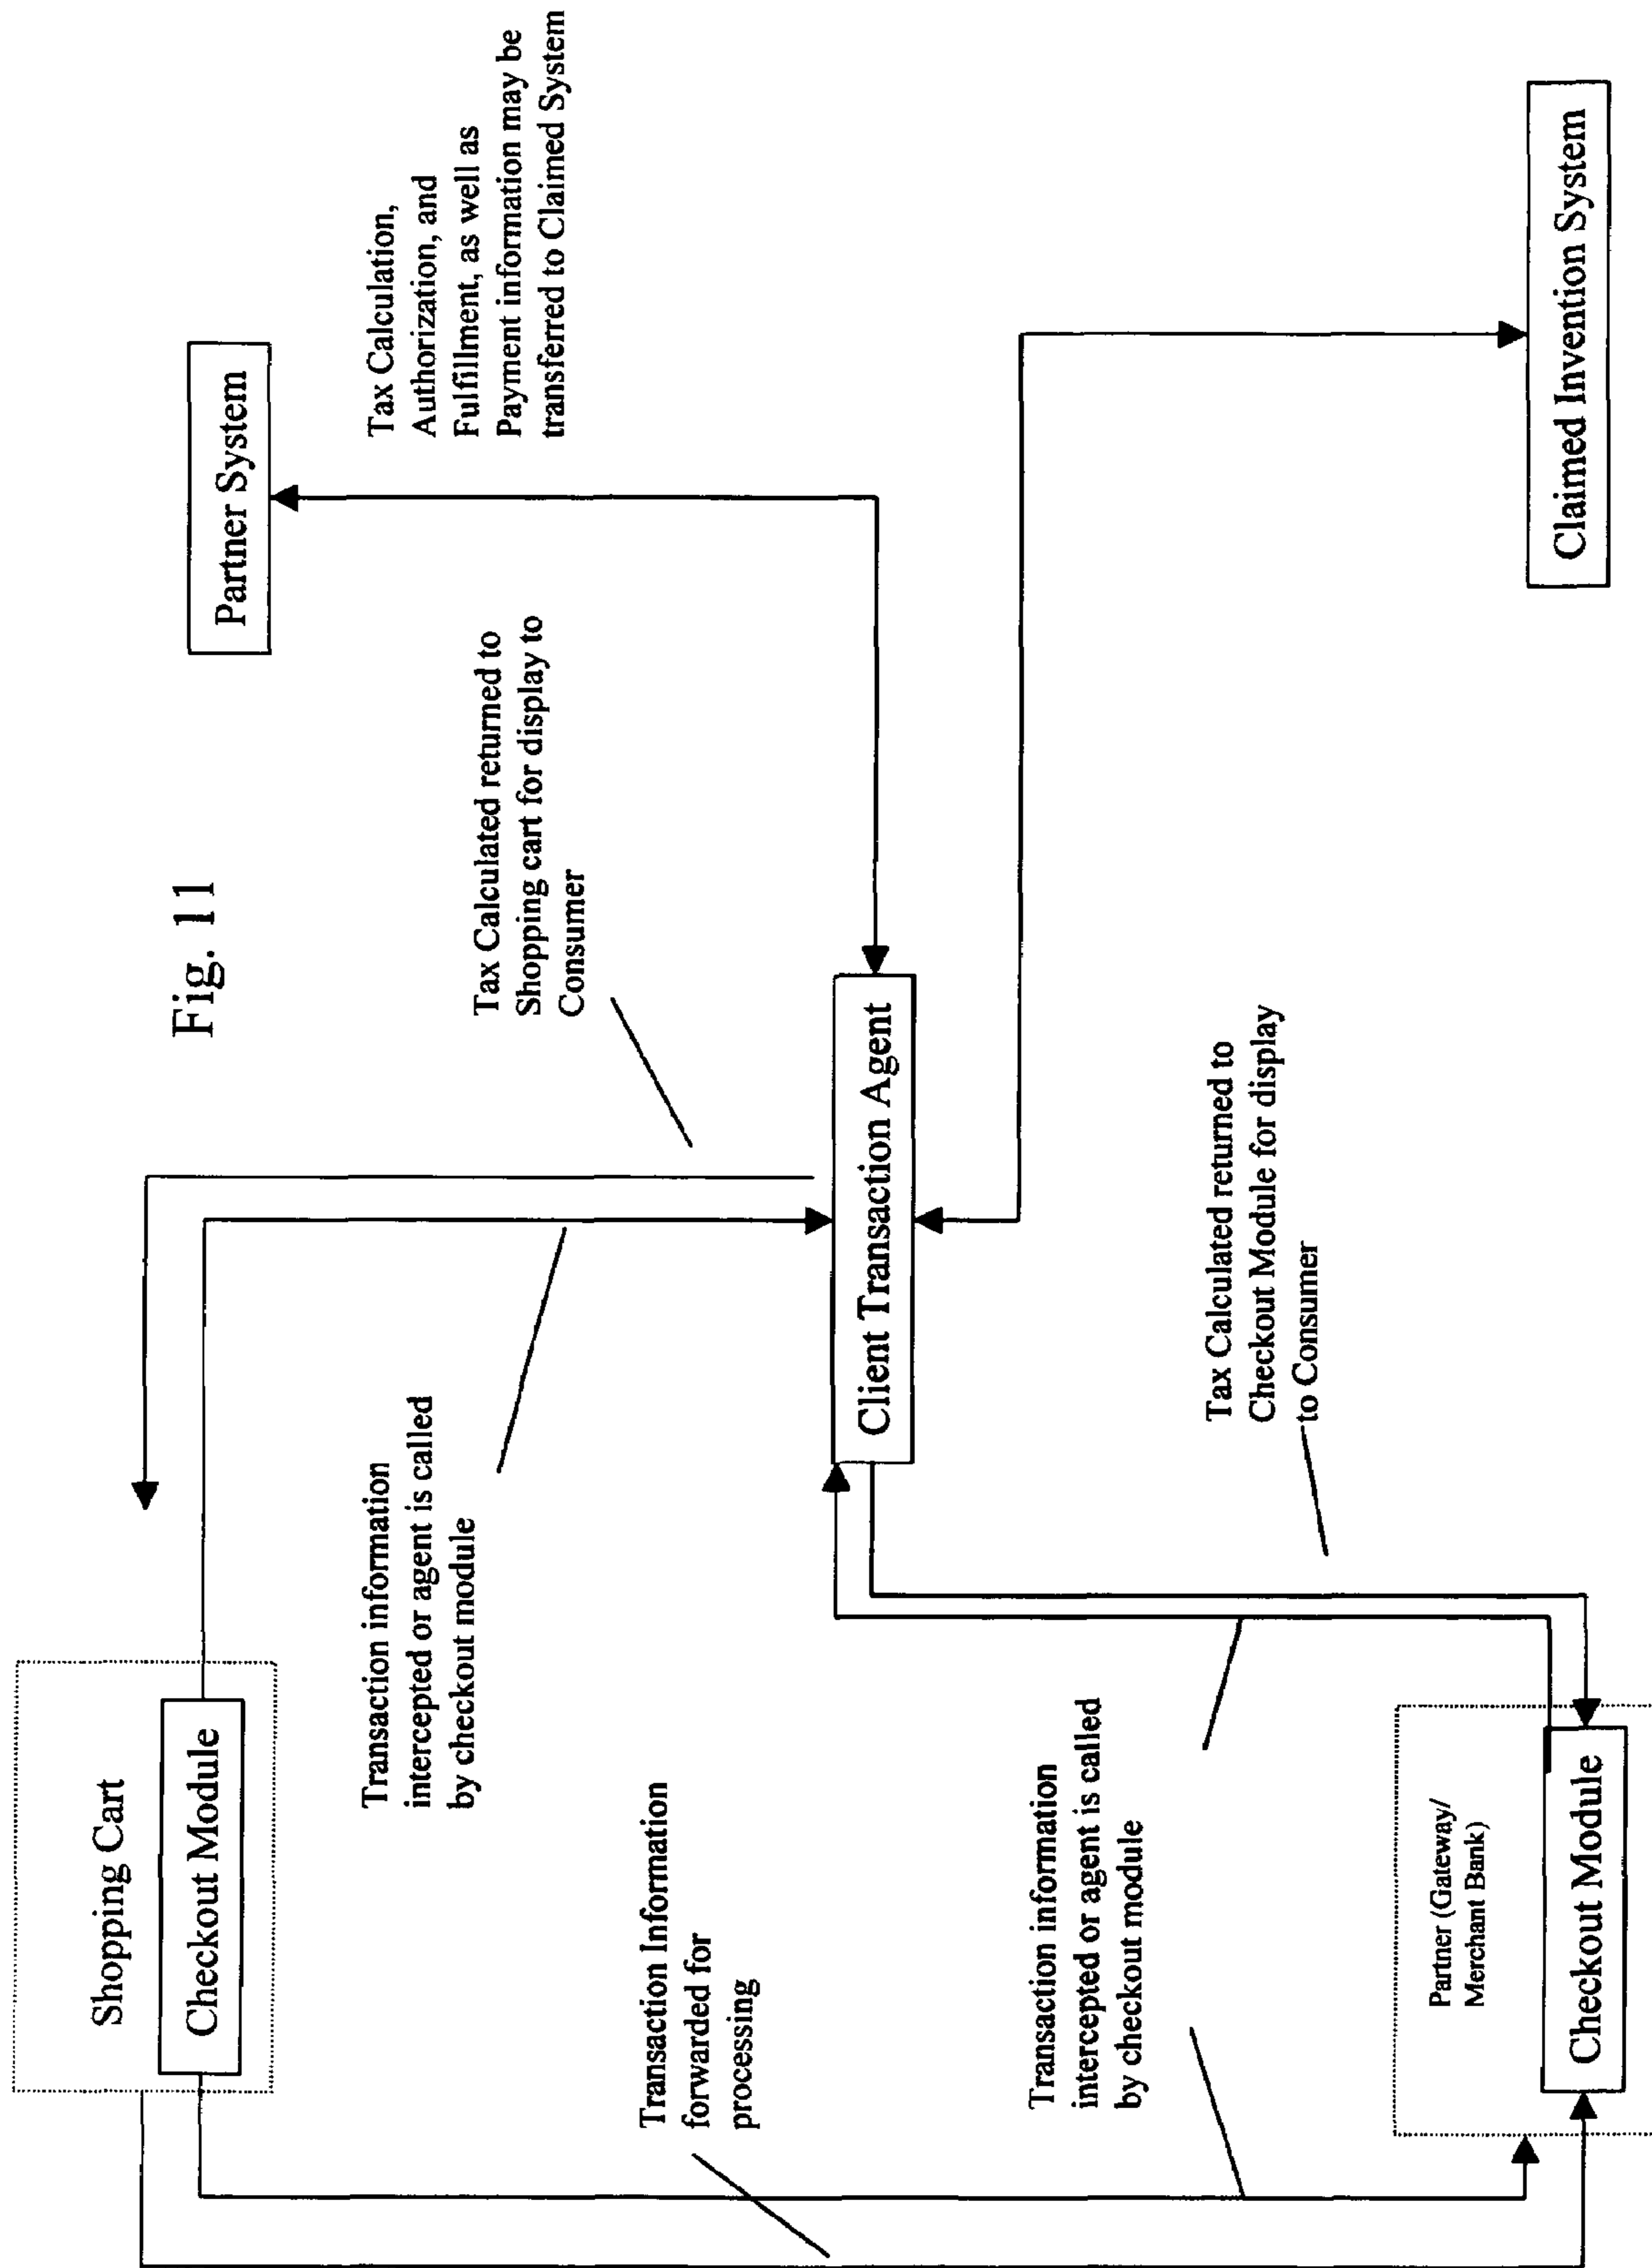 Fig. 11
Shopping Cart
Checkout Module
Partner System
Tax Calculation,
Authorization, and
Fulfillment, as well as
Payment information may be
transferred to Claimed System
Transaction information
intercepted or agent is called
by checkout module
Tax Calculated returned to
Shopping cart for display to
Consumer
Transaction Information
forwarded for
processing
Client Transaction Agent
Transaction information
intercepted or agent is called
by checkout module
Tax Calculated returned to
Checkout Module for display
to Consumer
Partner (Gateway/
Merchant Bank)
Checkout Module
Claimed Invention System